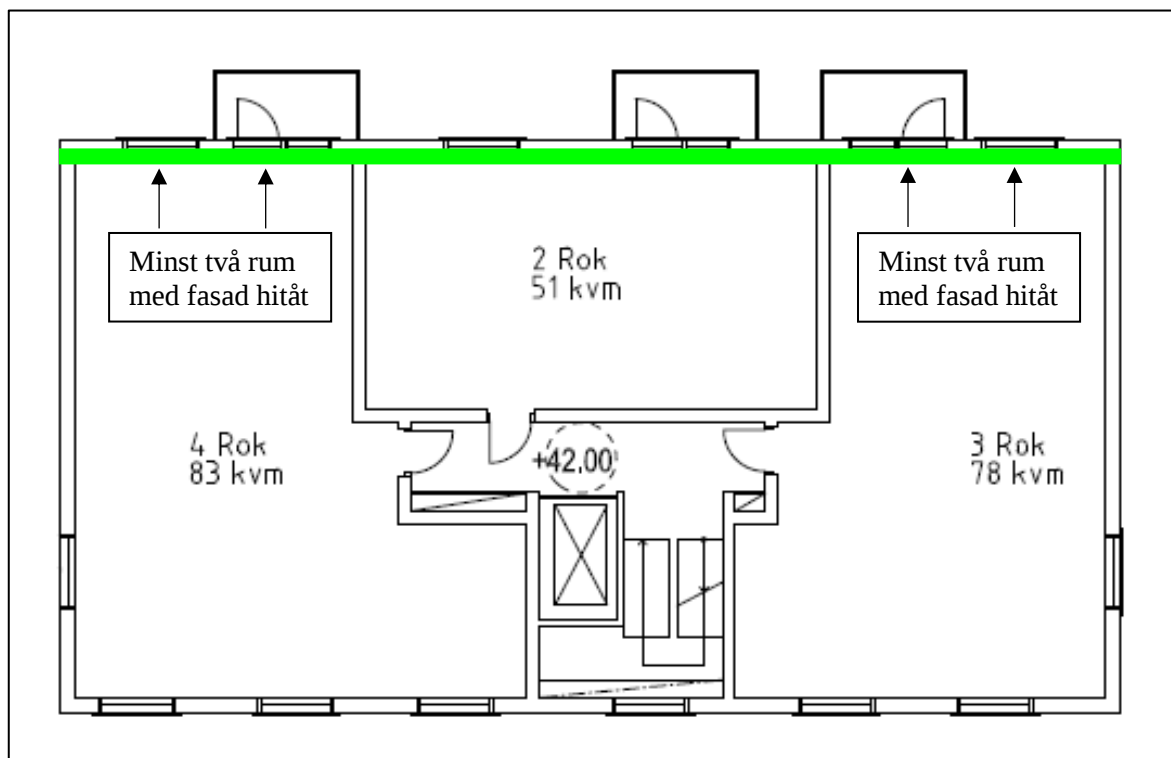 Minst två rum
med fasad hitåt
Minst två rum
med fasad hitåt
2 Rok
51 kvm
4 Rok
83 kvm
+42,00
3 Rok
78 kvm